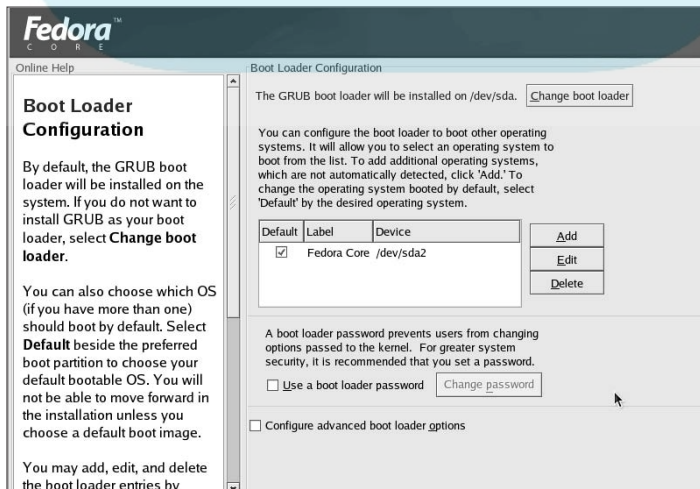 Fedora™
CORE
Online Help
Boot Loader
Configuration
By default, the GRUB boot
loader will be installed on the
system. If you do not want to
install GRUB as your boot
loader, select Change boot
loader.
You can also choose which OS
(if you have more than one)
should boot by default. Select
Default beside the preferred
boot partition to choose your
default bootable OS. You will
not be able to move forward in
the installation unless you
choose a default boot image.
You may add, edit, and delete
the boot loader entries by
Boot Loader Configuration
The GRUB boot loader will be installed on /dev/sda. Change boot loader
You can configure the boot loader to boot other operating
systems. It will allow you to select an operating system to
boot from the list. To add additional operating systems,
which are not automatically detected, click 'Add.' To
change the operating system booted by default, select
'Default' by the desired operating system.
Default Label Device
Fedora Core /dev/sda2
Add
Edit
Delete
A boot loader password prevents users from changing
options passed to the kernel. For greater system
security, it is recommended that you set a password.
Use a boot loader password Change password
Configure advanced boot loader options